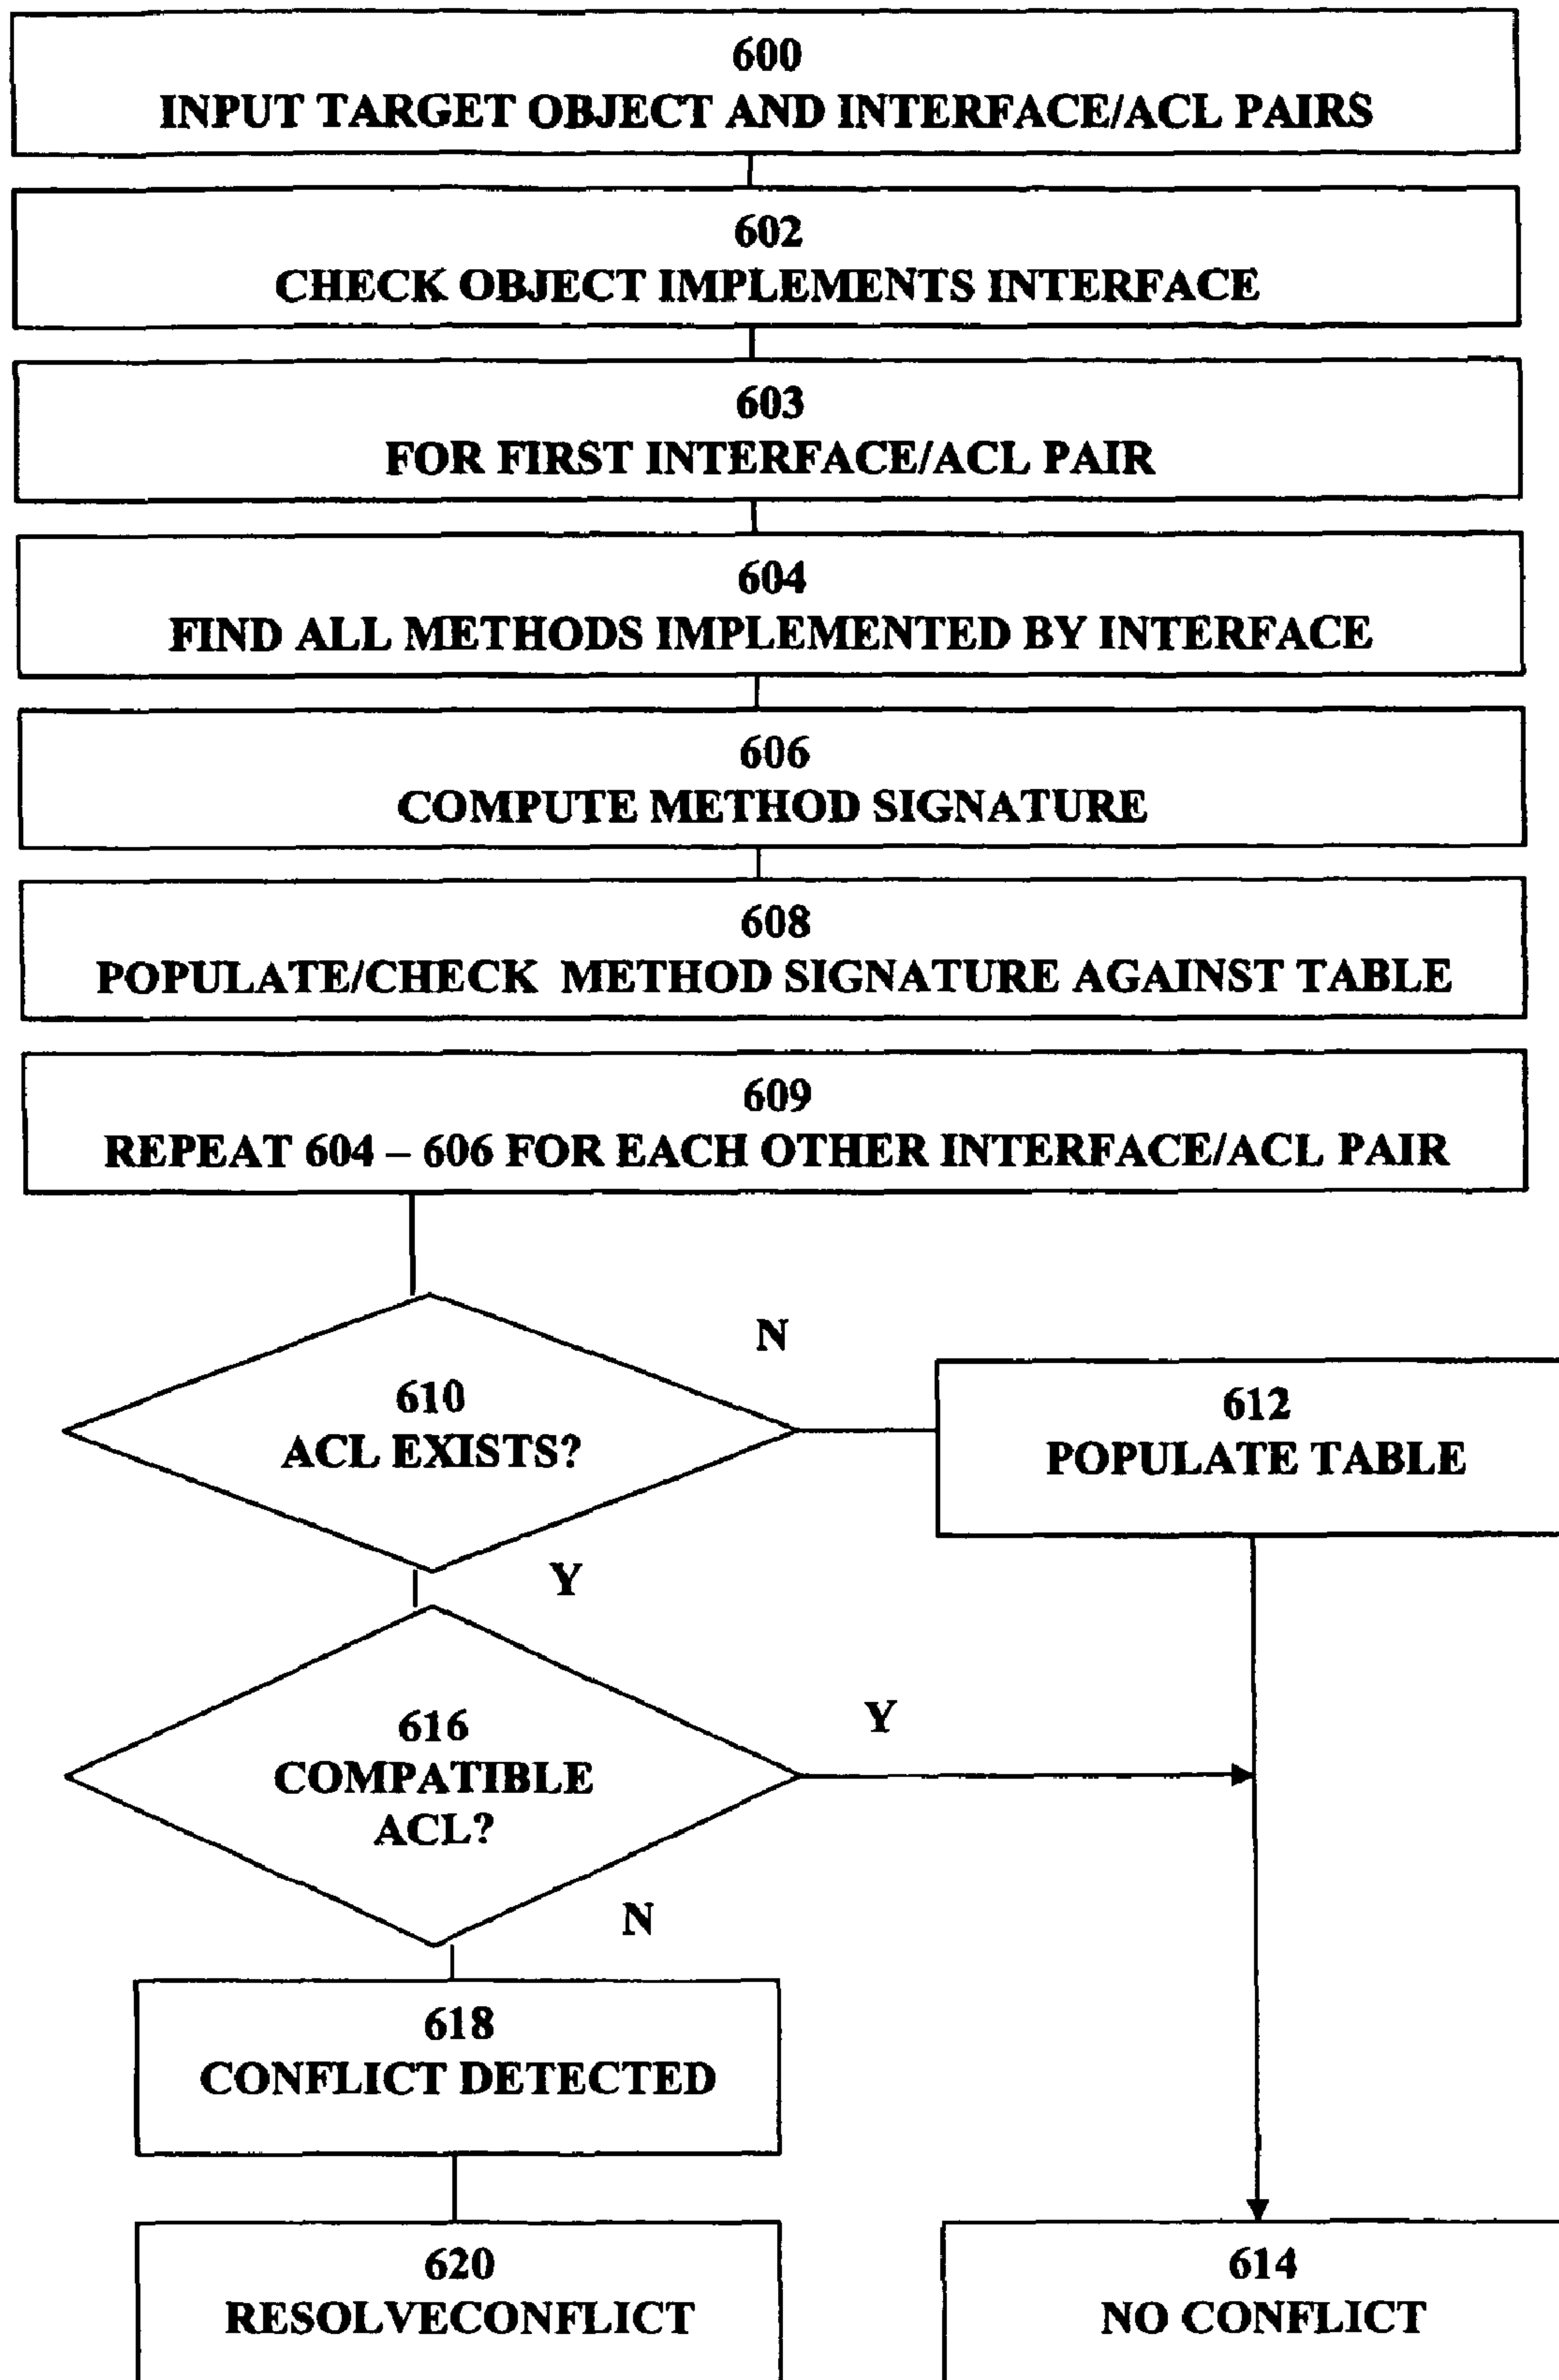 600
INPUT TARGET OBJECT AND INTERFACE/ACL PAIRS
602
CHECK OBJECT IMPLEMENTS INTERFACE
603
FOR FIRST INTERFACE/ACL PAIR
604
FIND ALL METHODS IMPLEMENTED BY INTERFACE
606
COMPUTE METHOD SIGNATURE
608
POPULATE/CHECK METHOD SIGNATURE AGAINST TABLE
609
REPEAT 604 – 606 FOR EACH OTHER INTERFACE/ACL PAIR
N
610
ACL EXISTS?
612
POPULATE TABLE
Y
616
COMPATIBLE
ACL?
Y
N
618
CONFLICT DETECTED
620
RESOLVECONFLICT
614
NO CONFLICT